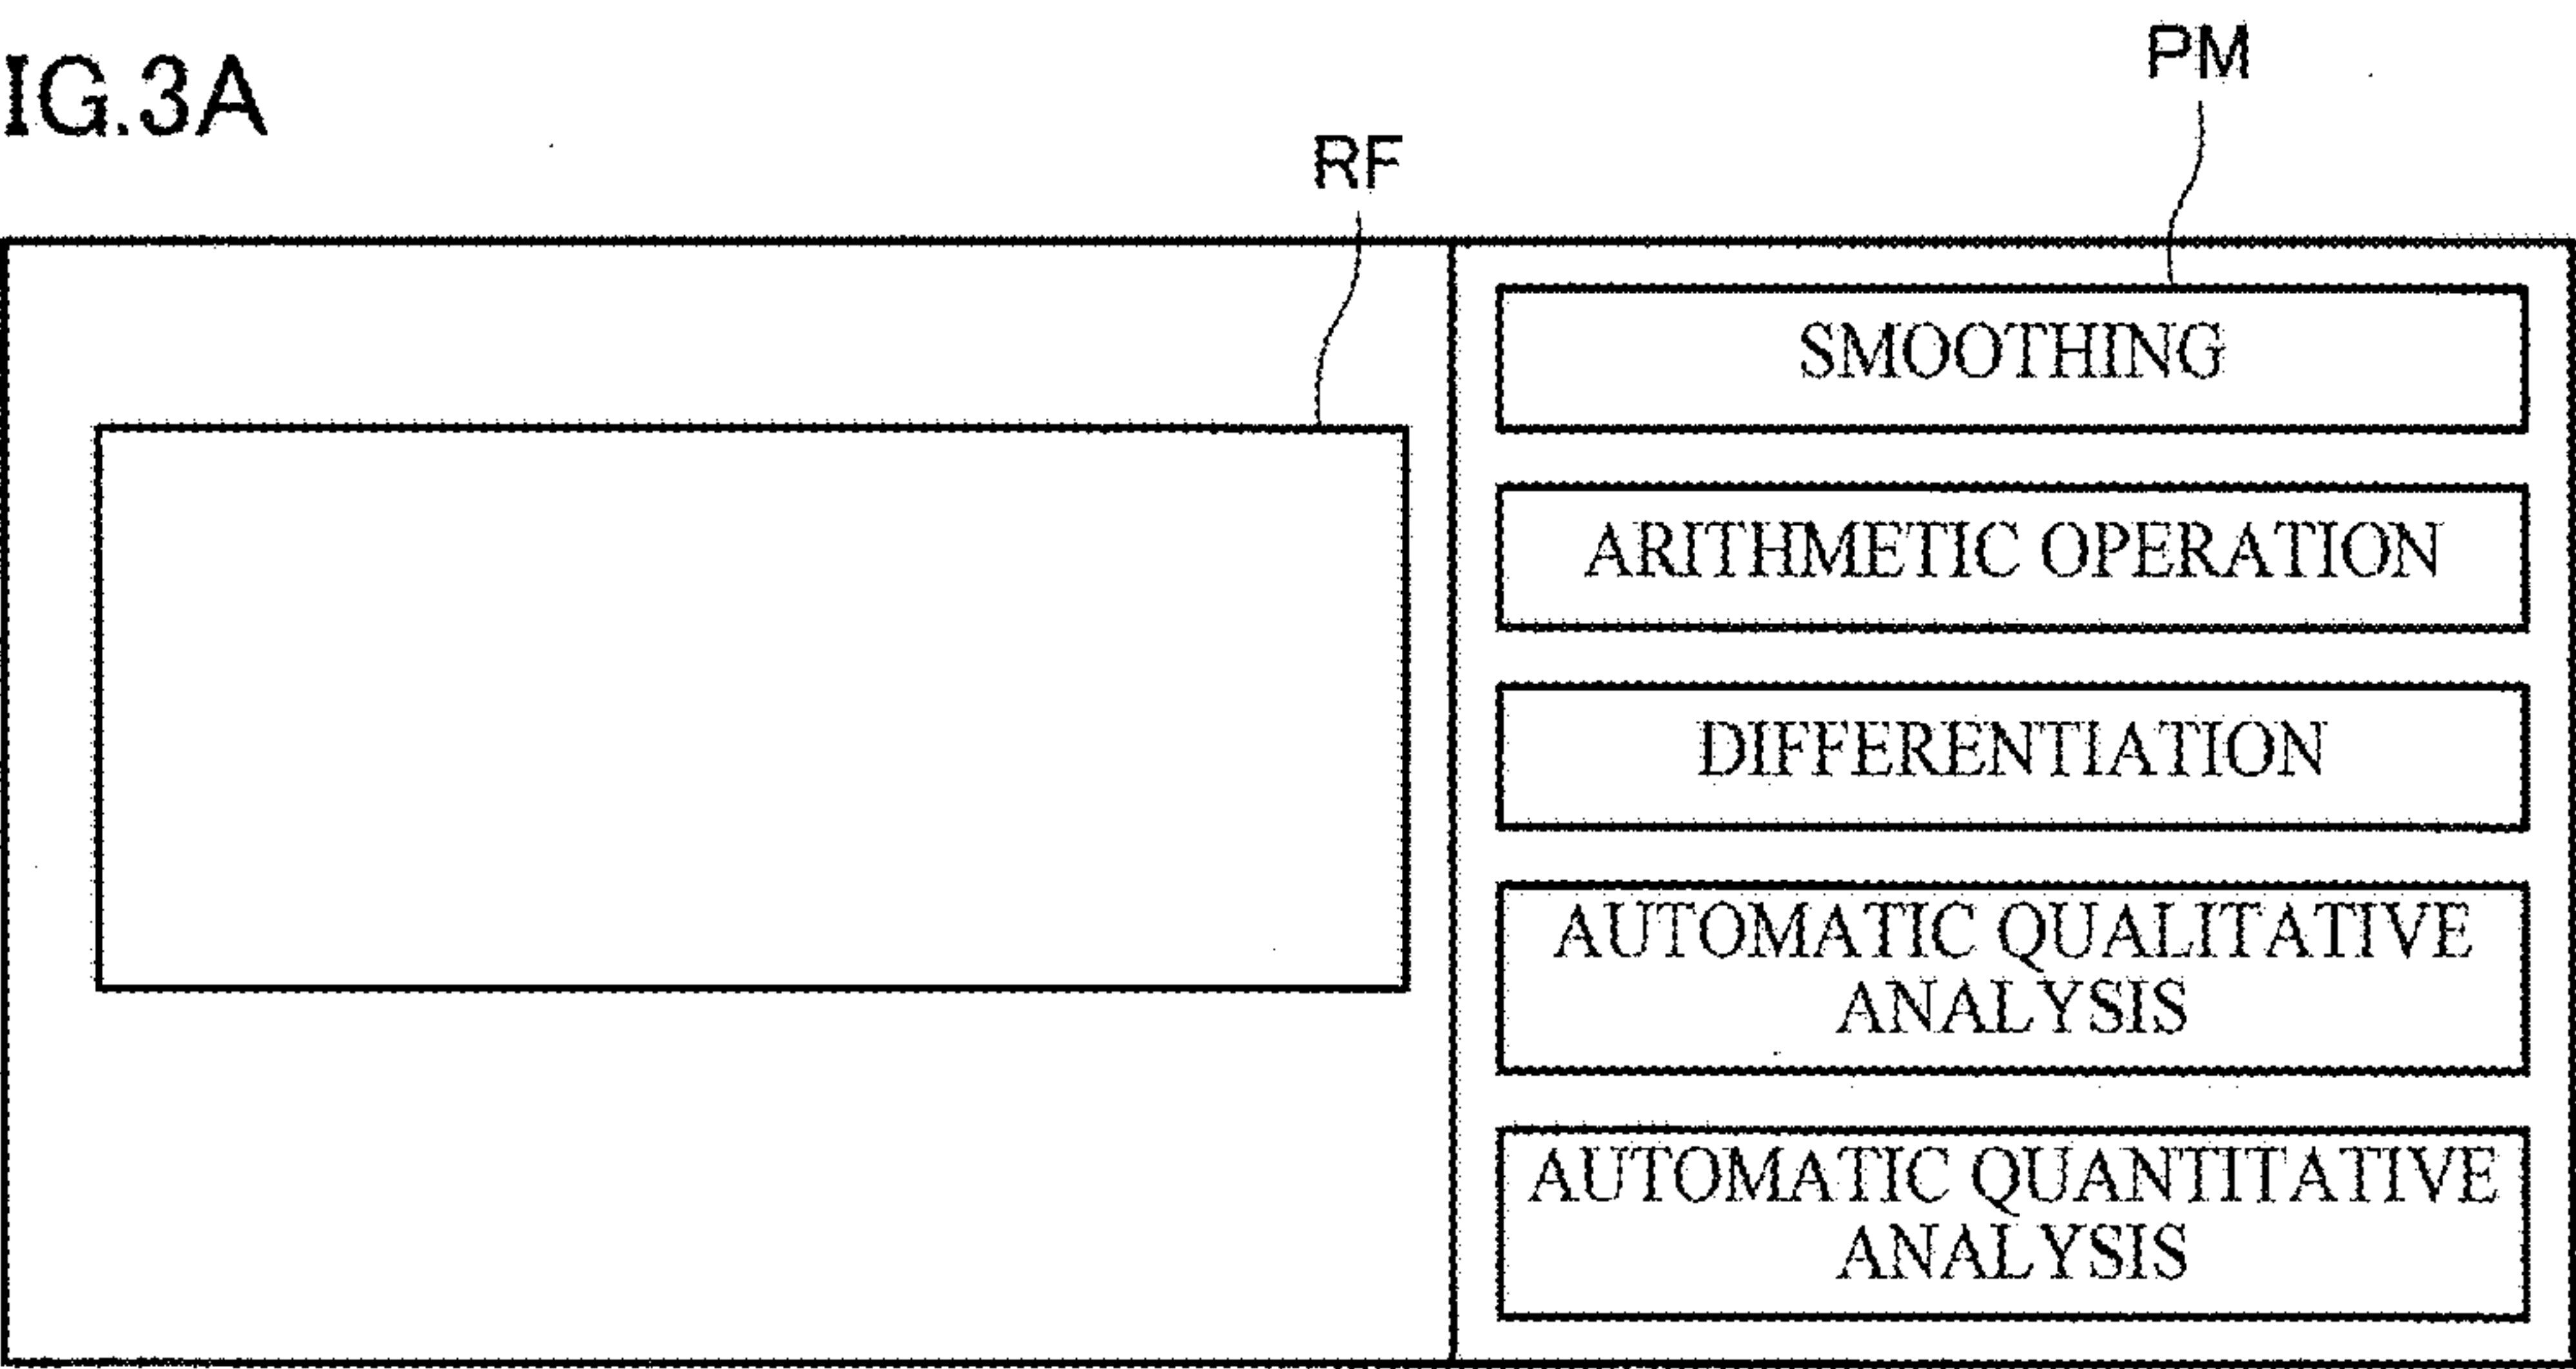 IG.3A
PM
RF
SMOOTHING
ARITHMETIC OPERATION
DIFFERENTIATION
AUTOMATIC QUALITATIVE
ANALYSIS
AUTOMATIC QUANTITATIVE
ANALYSIS